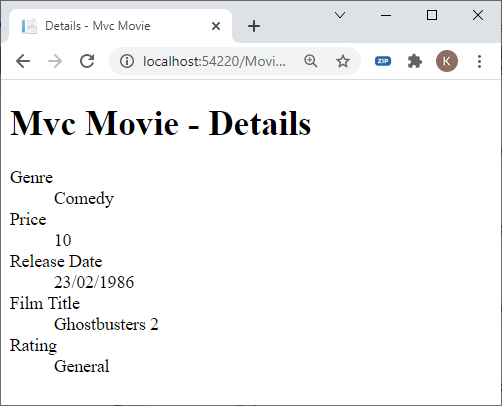 Details - Mvc Movie
localhost:54220/Movi...
ZIP
K
Mvc Movie - Details
Genre
Comedy
Price
10
Release Date
23/02/1986
Film Title
Ghostbusters 2
Rating
General